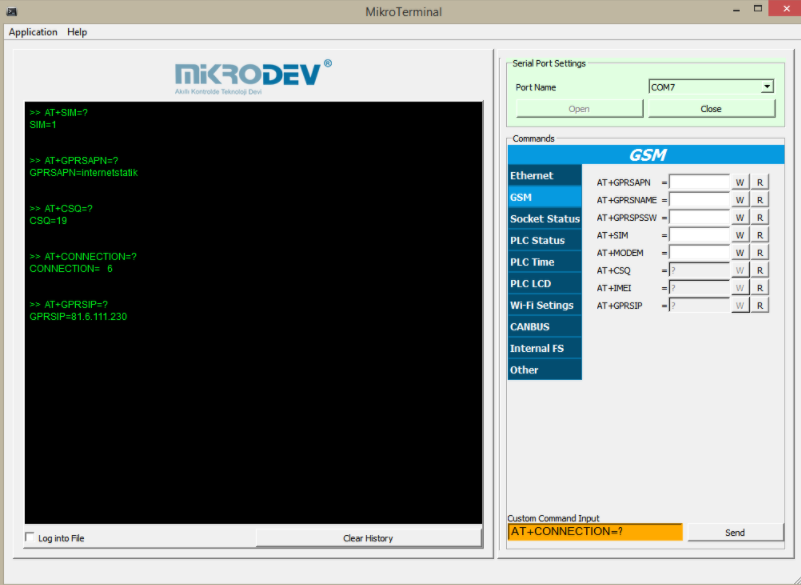 MikroTerminal
Application Help
MiKRODEV®
Akıllı Kontrolde Teknoloji Devi
>> AT+SIM=?
SIM=1
>> AT+GPRSAPN=?
GPRSAPN=internetstatik
>> AT+CSQ=?
CSQ=19
>> AT+CONNECTION=?
CONNECTION= 6
>> AT+GPRSIP=?
GPRSIP=81.6.111.230
Log into File
Clear History
Serial Port Settings
Port Name COM7
Open Close
Commands
GSM
Ethernet
GSM
Socket Status
PLC Status
PLC Time
PLC LCD
Wi-Fi Setings
CANBUS
Internal FS
Other
AT+GPRSAPN = W R
AT+GPRSNAME = W R
AT+GPRSPSSW = W R
AT+SIM = W R
AT+MODEM = W R
AT+CSQ =? W R
AT+IMEI =? W R
AT+GPRSIP =? W R
Custom Command Input
AT+CONNECTION=? Send